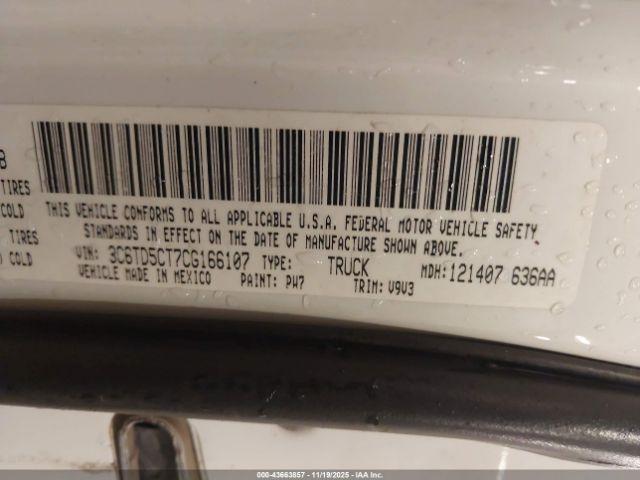 B
TIRES
COLD
TIRES
COLD
THIS VEHICLE CONFORMS TO ALL APPLICABLE U.S.A. FEDERAL MOTOR VEHICLE SAFETY
STANDARDS IN EFFECT ON THE DATE OF MANUFACTURE SHOWN ABOVE.
VIN: 3C6TD5CT7CG166107 TYPE: TRUCK MDH: 121407 636AA
VEHICLE MADE IN MEXICO PAINT: PW7 TRIM: V9V3
000-43663857 - 11/19/2025 - IAA Inc.